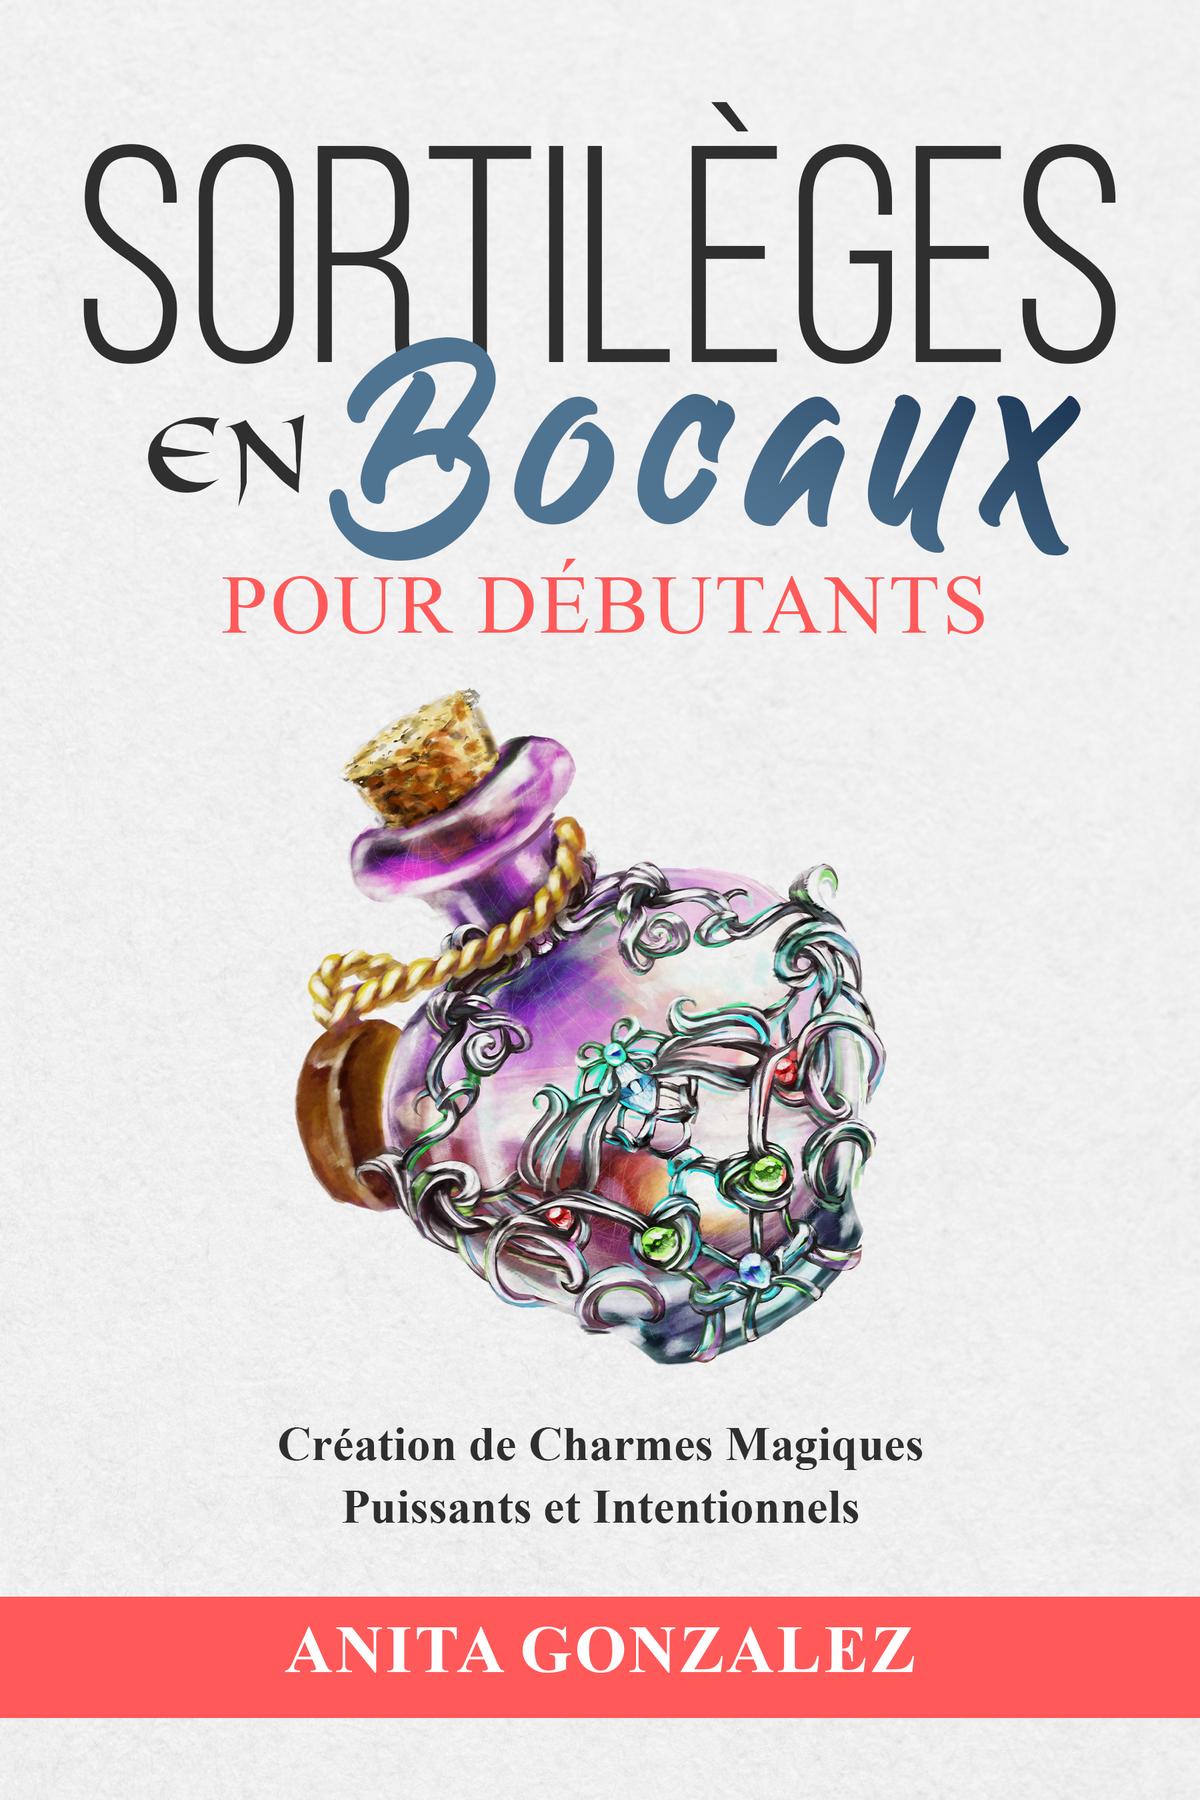 SORTILÈGES
EN Bocaux
POUR DÉBUTANTS
Création de Charmes Magiques
Puissants et Intentionnels
ANITA GONZALEZ